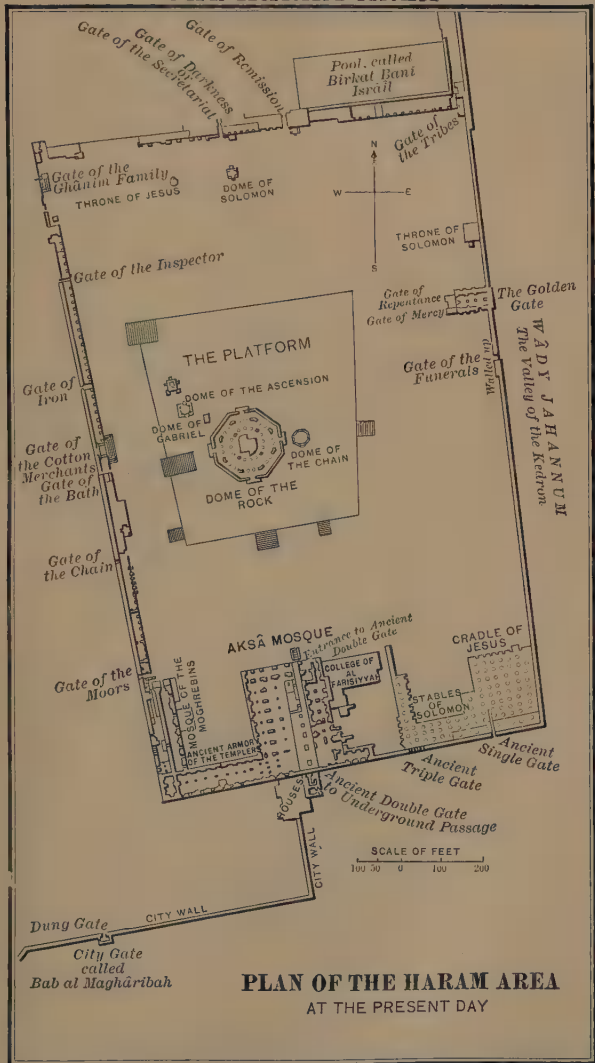 Gate of Remission
Gate of Darkness
or
Gate of the Secretariat
Pool, called
Birkat Bani
Israil
Gate of
the Tribes
Gate of the
Ghânim Family
THRONE OF JESUS
DOME OF
SOLOMON
N
W
E
S
THRONE OF
SOLOMON
Gate of the Inspector
Gate of
Repentance
Gate of Mercy
The Golden
Gate
WÂDY JAHANNUM
The Valley of the Kedron
THE PLATFORM
Gate of the
Funerals
Walled up
DOME OF THE ASCENSION
Gate of
Iron
DOME OF
GABRIEL
DOME OF
THE CHAIN
Gate of
the Cotton
Merchants
Gate of
the Bath
DOME OF THE
ROCK
Gate of
the Chain
AKSÂ MOSQUE
Entrance to Ancient
Double Gate
CRADLE OF
JESUS
COLLEGE OF
AL
FARISIYYAH
Gate of the
Moors
MOSQUE OF THE
MOGHREBINS
STABLES
OF
SOLOMON
ANCIENT ARMORY
OF THE TEMPLERS
Ancient
Single Gate
Ancient
Triple Gate
HOUSES
Ancient Double Gate
to Underground Passage
SCALE OF FEET
100 50 0 100 200
CITY WALL
CITY WALL
Dung Gate
City Gate
called
Bab al Maghâribah
PLAN OF THE HARAM AREA
AT THE PRESENT DAY